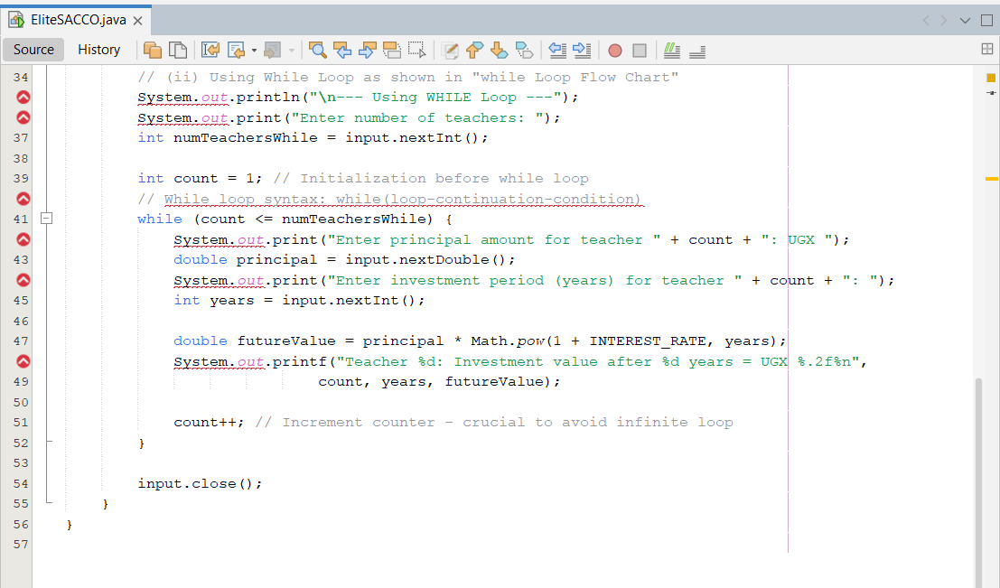 EliteSACCO.java
Source History
34 // (ii) Using While Loop as shown in "while Loop Flow Chart"
System.out.println("\n--- Using WHILE Loop ---");
System.out.print("Enter number of teachers: ");
37 int numTeachersWhile = input.nextInt();
38
39 int count = 1; // Initialization before while loop
// While loop syntax: while(loop-continuation-condition)
41 while (count <= numTeachersWhile) {
System.out.print("Enter principal amount for teacher " + count + ": UGX ");
43 double principal = input.nextDouble();
System.out.print("Enter investment period (years) for teacher " + count + ": ");
45 int years = input.nextInt();
46
47 double futureValue = principal * Math.pow(1 + INTEREST_RATE, years);
System.out.printf("Teacher %d: Investment value after %d years = UGX %.2f%n",
49 count, years, futureValue);
50
51 count++; // Increment counter – crucial to avoid infinite loop
52 }
53
54 input.close();
55 }
56 }
57